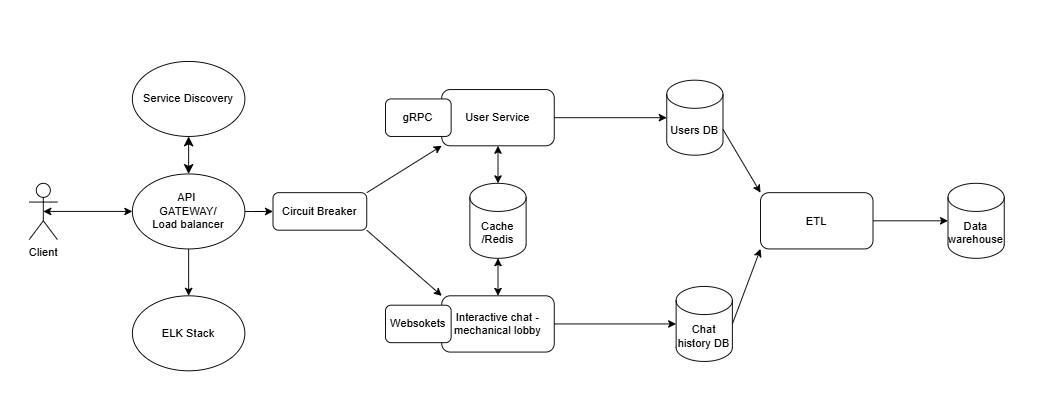 Service Discovery
gRPC
User Service
Users DB
API
GATEWAY/
Load balancer
Circuit Breaker
Client
Cache
/Redis
ETL
Data
warehouse
ELK Stack
Websokets
Interactive chat -
mechanical lobby
Chat
history DB